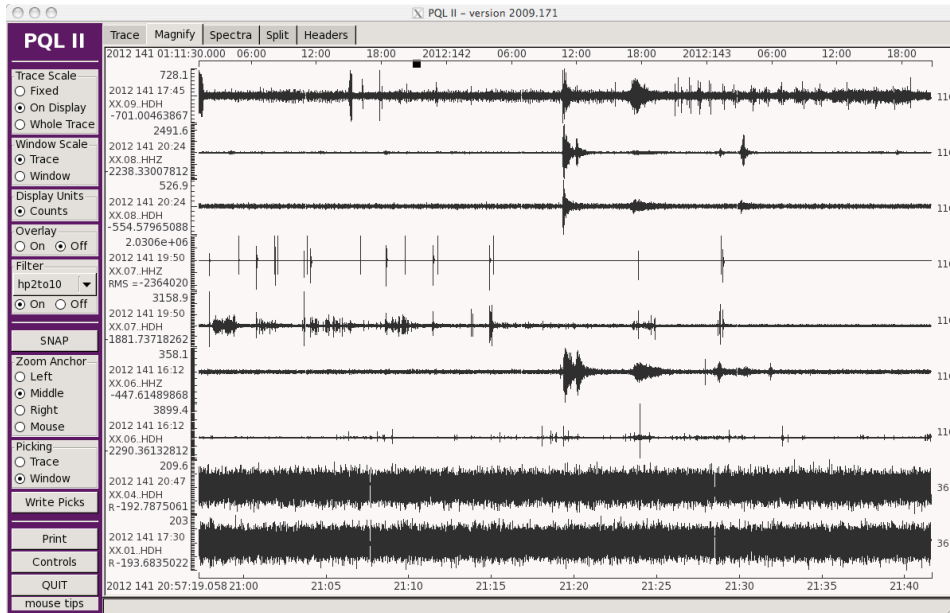 PQL II - version 2009.171
PQL II
Trace Magnify Spectra Split Headers
2012 141 01:11:30.000 06:00 12:00 18:00 2012:142 06:00 12:00 18:00 2012:143 06:00 12:00 18:00
Trace Scale
Fixed
On Display
Whole Trace
Window Scale
Trace
Window
Display Units
Counts
Overlay
On Off
Filter
hp2to10
On Off
SNAP
Zoom Anchor
Left
Middle
Right
Mouse
Picking
Trace
Window
Write Picks
Print
Controls
QUIT
mouse tips
728.1
2012 141 17:45
XX.09..HDH
-701.00463867
110
2491.6
2012 141 20:24
XX.08..HHZ
-2238.33007812
110
526.9
2012 141 20:24
XX.08..HDH
-554.57965088
110
2.0306e+06
2012 141 19:50
XX.07..HHZ
RMS =-2364020
110
3158.9
2012 141 19:50
XX.07..HDH
-1881.73718262
110
358.1
2012 141 16:12
XX.06..HHZ
-447.61489868
110
3899.4
2012 141 16:12
XX.06..HDH
-2290.36132812
110
209.6
2012 141 20:47
XX.04..HDH
R -192.7875061
36
203
2012 141 17:30
XX.01..HDH
R -193.6835022
36
2012 141 20:57:19.058 21:00 21:05 21:10 21:15 21:20 21:25 21:30 21:35 21:40